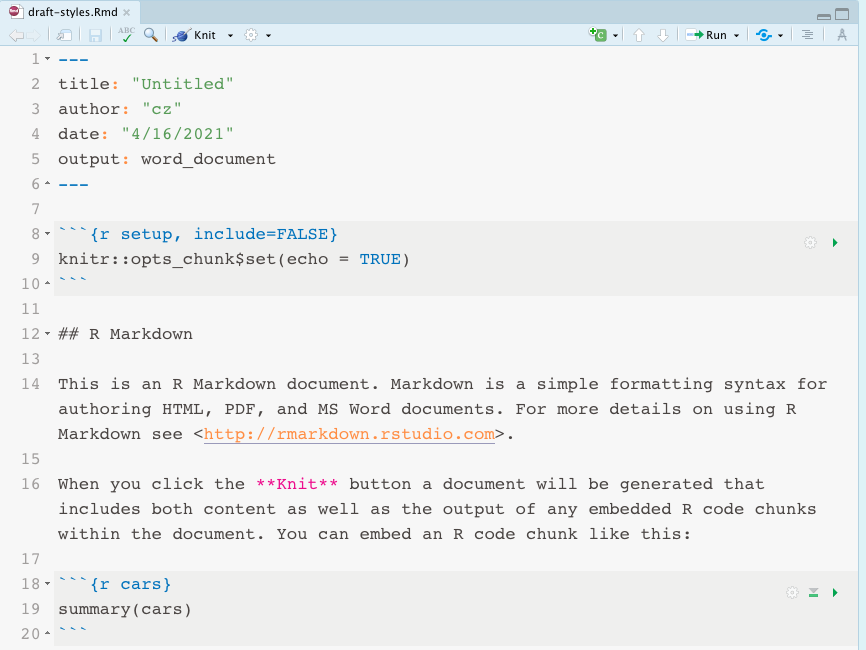 draft-styles.Rmd
ABC Knit Run
1 ---
2 title: "Untitled"
3 author: "cz"
4 date: "4/16/2021"
5 output: word_document
6 ---
7
8 ```{r setup, include=FALSE}
9 knitr::opts_chunk$set(echo = TRUE)
10 ```
11
12 ## R Markdown
13
14 This is an R Markdown document. Markdown is a simple formatting syntax for
authoring HTML, PDF, and MS Word documents. For more details on using R
Markdown see <http://rmarkdown.rstudio.com>.
15
16 When you click the **Knit** button a document will be generated that
includes both content as well as the output of any embedded R code chunks
within the document. You can embed an R code chunk like this:
17
18 ```{r cars}
19 summary(cars)
20 ```